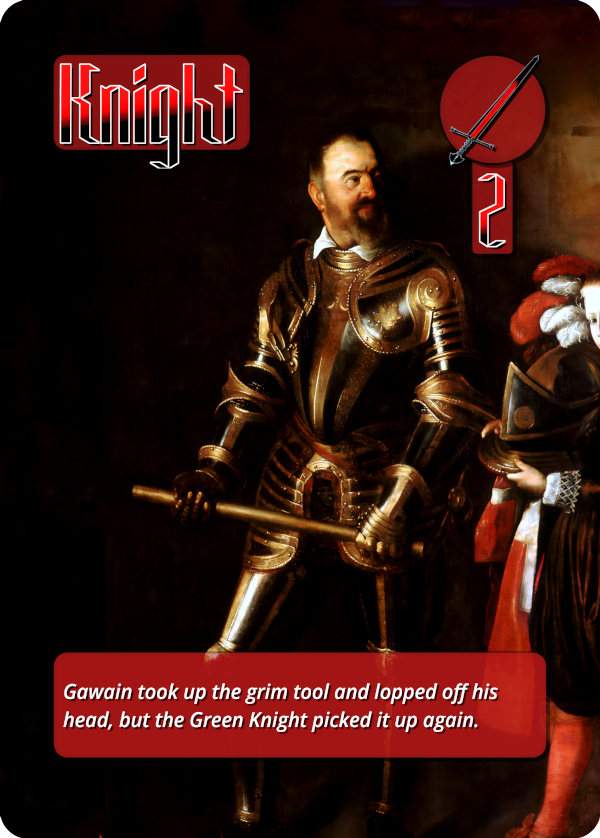 Knight
2
Gawain took up the grim tool and lopped off his
head, but the Green Knight picked it up again.